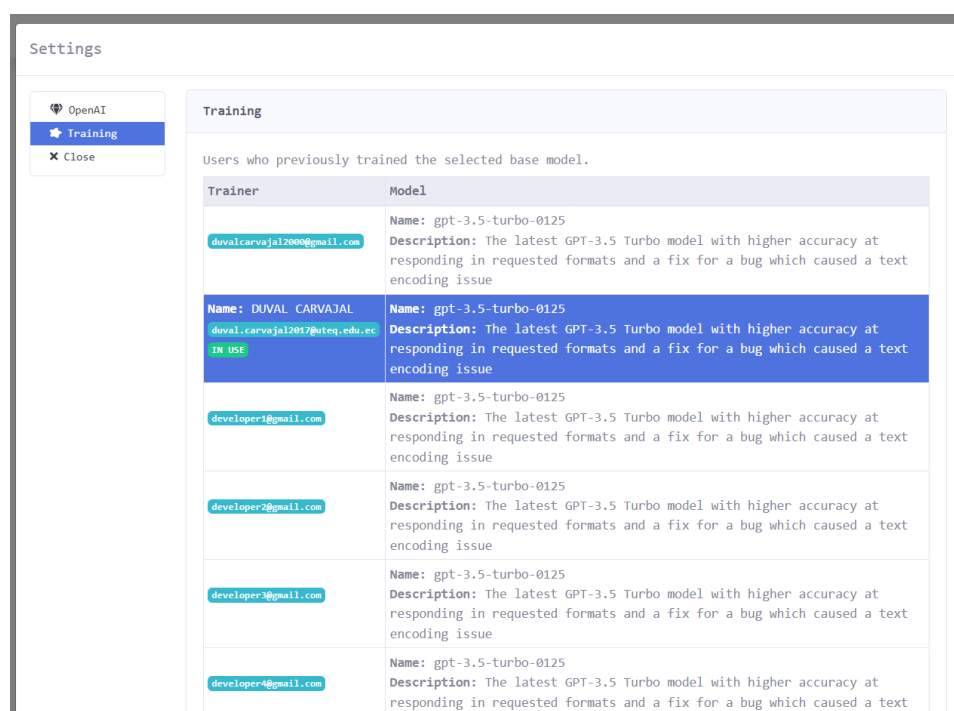 Settings
OpenAI
Training
Close
Training
Users who previously trained the selected base model.
Trainer Model
duvalcarvajal2000@gmail.com
Name: gpt-3.5-turbo-0125
Description: The latest GPT-3.5 Turbo model with higher accuracy at
responding in requested formats and a fix for a bug which caused a text
encoding issue
Name: DUVAL CARVAJAL
duval.carvajal2017@uteq.edu.ec
IN USE
Name: gpt-3.5-turbo-0125
Description: The latest GPT-3.5 Turbo model with higher accuracy at
responding in requested formats and a fix for a bug which caused a text
encoding issue
developer1@gmail.com
Name: gpt-3.5-turbo-0125
Description: The latest GPT-3.5 Turbo model with higher accuracy at
responding in requested formats and a fix for a bug which caused a text
encoding issue
developer2@gmail.com
Name: gpt-3.5-turbo-0125
Description: The latest GPT-3.5 Turbo model with higher accuracy at
responding in requested formats and a fix for a bug which caused a text
encoding issue
developer3@gmail.com
Name: gpt-3.5-turbo-0125
Description: The latest GPT-3.5 Turbo model with higher accuracy at
responding in requested formats and a fix for a bug which caused a text
encoding issue
developer4@gmail.com
Name: gpt-3.5-turbo-0125
Description: The latest GPT-3.5 Turbo model with higher accuracy at
responding in requested formats and a fix for a bug which caused a text